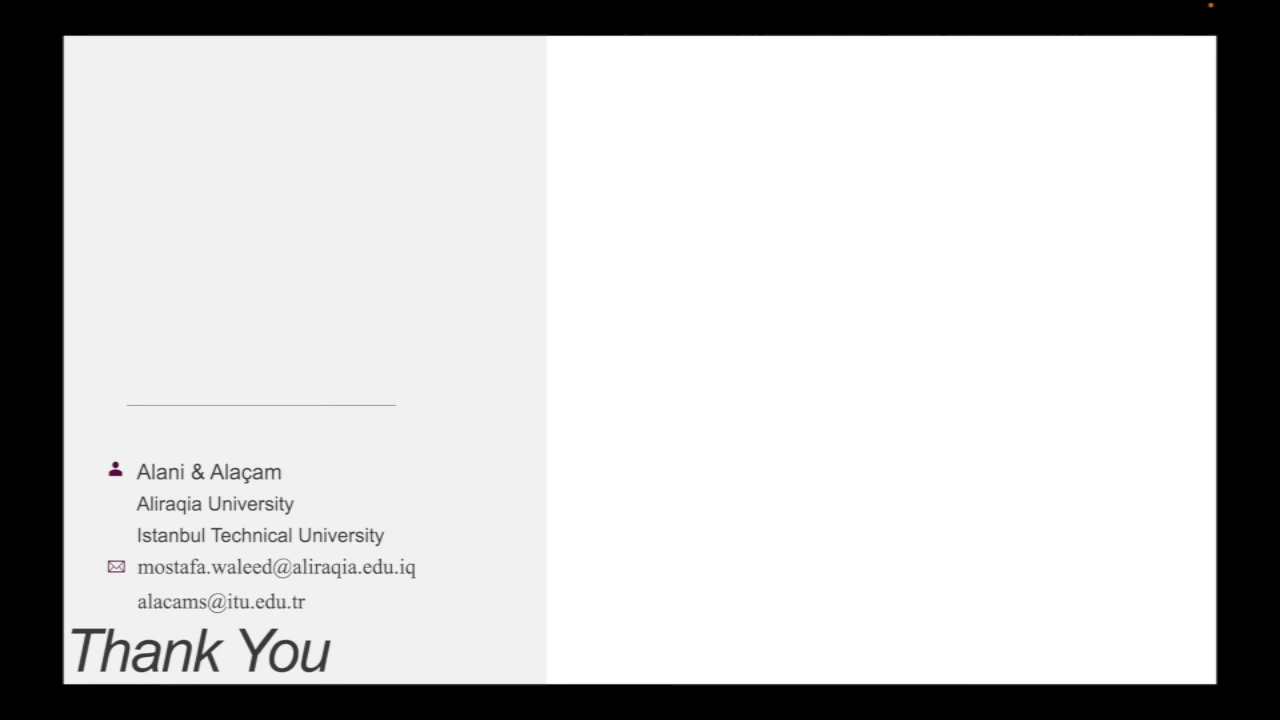 Alani & Alaçam
Aliraqia University
Istanbul Technical University
mostafa.waleed@aliraqia.edu.iq
alacams@itu.edu.tr
Thank You